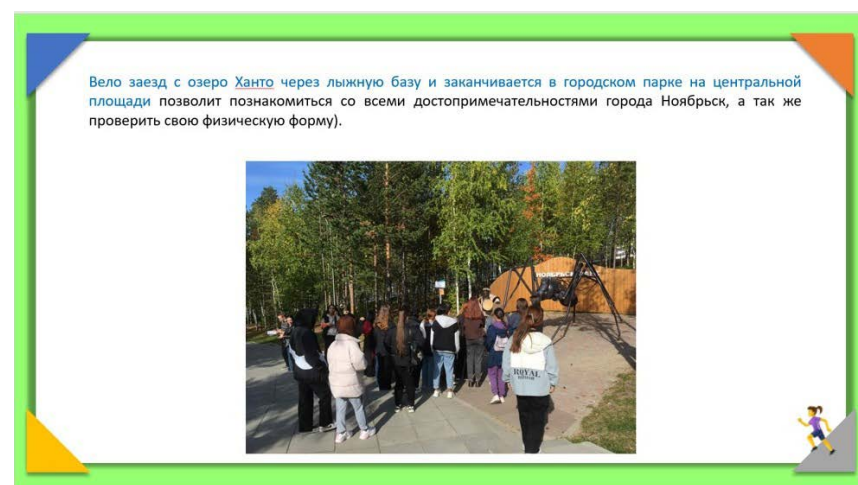 Вело заезд с озеро Ханто через лыжную базу и заканчивается в городском парке на центральной
площади позволит познакомиться со всеми достопримечательностями города Ноябрьск, а так же
проверить свою физическую форму).
ROYAL